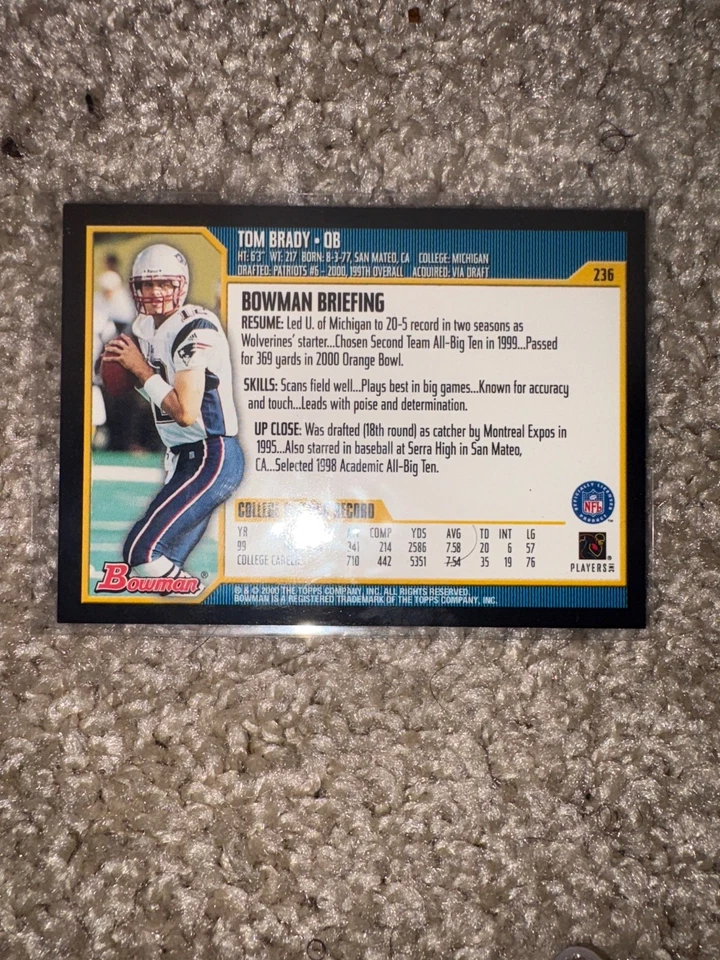 TOM BRADY • QB
HT: 6'3" WT: 217 BORN: 8-3-77, SAN MATEO, CA COLLEGE: MICHIGAN
DRAFTED: PATRIOTS #6 – 2000, 199TH OVERALL ACQUIRED: VIA DRAFT
236
BOWMAN BRIEFING
RESUME: Led U. of Michigan to 20-5 record in two seasons as
Wolverines' starter...Chosen Second Team All-Big Ten in 1999...Passed
for 369 yards in 2000 Orange Bowl.
SKILLS: Scans field well...Plays best in big games...Known for accuracy
and touch...Leads with poise and determination.
UP CLOSE: Was drafted (18th round) as catcher by Montreal Expos in
1995...Also starred in baseball at Serra High in San Mateo,
CA...Selected 1998 Academic All-Big Ten.
COLLEGE RECORD
YR ATT COMP YDS AVG TD INT LG
99 341 214 2586 7.58 20 6 57
COLLEGE CAREER 710 442 5351 7.54 35 19 76
OFFICIALLY LICENSED PRODUCT
NFL
PLAYERS INC
Bowman®
® & © 2000 THE TOPPS COMPANY, INC. ALL RIGHTS RESERVED.
BOWMAN IS A REGISTERED TRADEMARK OF THE TOPPS COMPANY, INC.